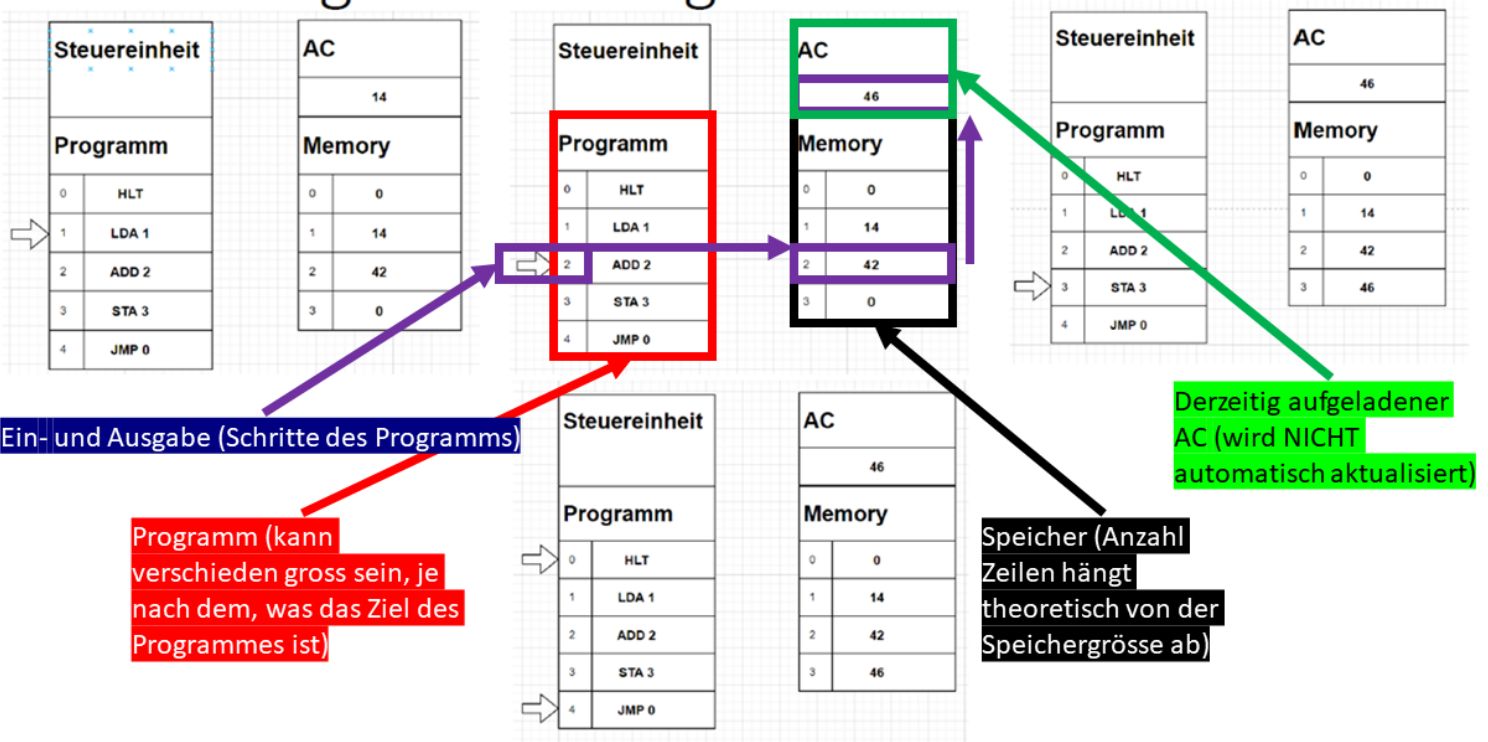 Steuereinheit
AC
14
Programm
Memory
0 HLT
0 0
1 LDA 1
1 14
2 ADD 2
2 42
3 STA 3
3 0
4 JMP 0
Steuereinheit
AC
46
Programm
Memory
0 HLT
0 0
1 LDA 1
1 14
2 ADD 2
2 42
3 STA 3
3 0
4 JMP 0
Steuereinheit
AC
46
Programm
Memory
0 HLT
0 0
1 LDA 1
1 14
2 ADD 2
2 42
3 STA 3
3 46
4 JMP 0
Derzeitig aufgeladener
AC (wird NICHT
automatisch aktualisiert)
Ein- und Ausgabe (Schritte des Programms)
Steuereinheit
AC
46
Programm
Memory
0 HLT
0 0
1 LDA 1
1 14
2 ADD 2
2 42
3 STA 3
3 46
4 JMP 0
Programm (kann
verschieden gross sein, je
nach dem, was das Ziel des
Programmes ist)
Speicher (Anzahl
Zeilen hängt
theoretisch von der
Speichergrösse ab)